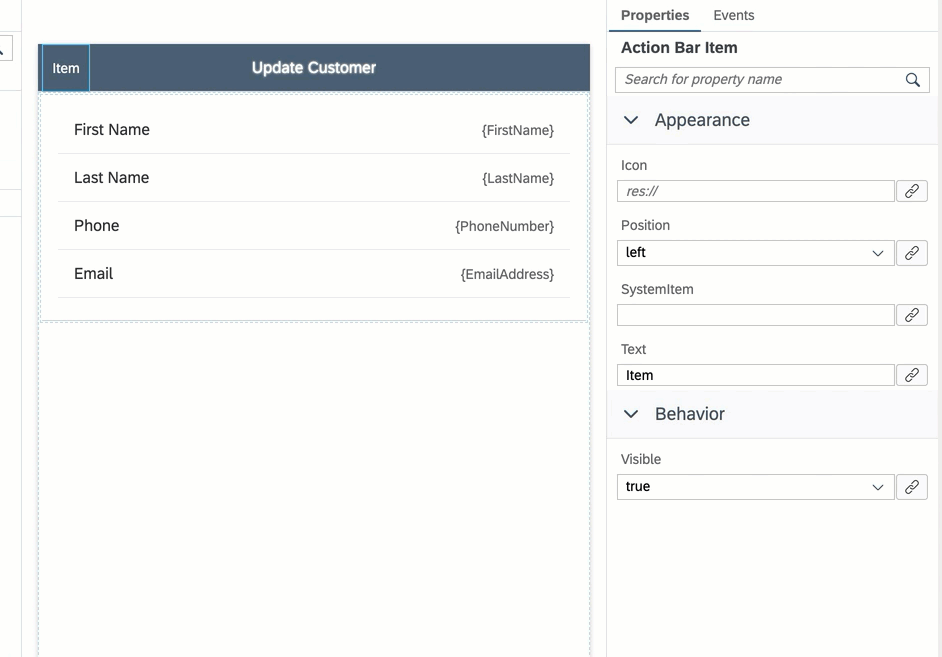 Properties Events
Action Bar Item
Search for property name
Appearance
Icon
res://
Position
left
SystemItem
Text
Item
Behavior
Visible
true
Item Update Customer
First Name {FirstName}
Last Name {LastName}
Phone {PhoneNumber}
Email {EmailAddress}